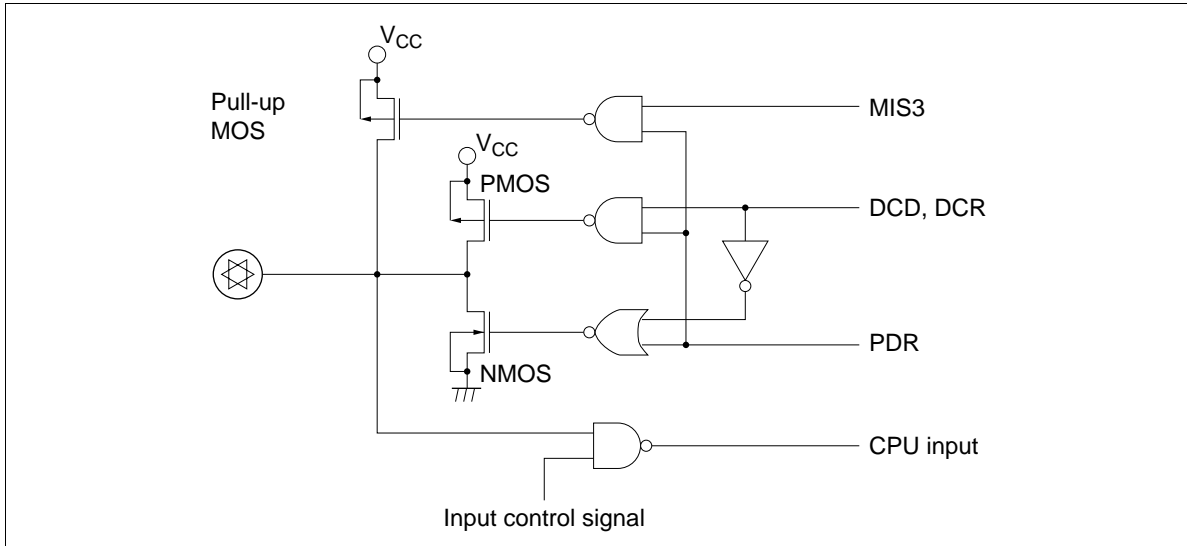 VCC
Pull-up
MOS
MIS3
VCC
PMOS
DCD, DCR
NMOS
PDR
CPU input
Input control signal